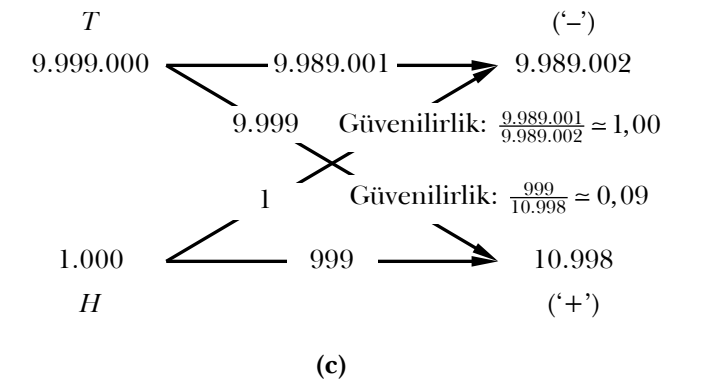 T (‘–’)
9.999.000 9.989.001 9.989.002
9.999 Güvenilirlik: 9.989.001/9.989.002 ≃ 1,00
1 Güvenilirlik: 999/10.998 ≃ 0,09
1.000 999 10.998
H (‘+’)
(c)